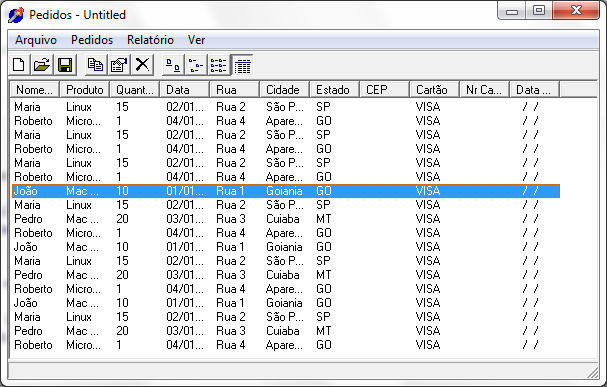 Pedidos - Untitled
Arquivo Pedidos Relatório Ver
Nome... Produto Quant... Data Rua Cidade Estado CEP Cartão Nr Ca... Data ...
Maria Linux 15 02/01... Rua 2 São P... SP VISA / /
Roberto Micro... 1 04/01... Rua 4 Apare... GO VISA / /
Maria Linux 15 02/01... Rua 2 São P... SP VISA / /
Roberto Micro... 1 04/01... Rua 4 Apare... GO VISA / /
Maria Linux 15 02/01... Rua 2 São P... SP VISA / /
Roberto Micro... 1 04/01... Rua 4 Apare... GO VISA / /
João Mac ... 10 01/01... Rua 1 Goiania GO VISA / /
Maria Linux 15 02/01... Rua 2 São P... SP VISA / /
Pedro Mac ... 20 03/01... Rua 3 Cuiaba MT VISA / /
Roberto Micro... 1 04/01... Rua 4 Apare... GO VISA / /
João Mac ... 10 01/01... Rua 1 Goiania GO VISA / /
Maria Linux 15 02/01... Rua 2 São P... SP VISA / /
Pedro Mac ... 20 03/01... Rua 3 Cuiaba MT VISA / /
Roberto Micro... 1 04/01... Rua 4 Apare... GO VISA / /
João Mac ... 10 01/01... Rua 1 Goiania GO VISA / /
Maria Linux 15 02/01... Rua 2 São P... SP VISA / /
Pedro Mac ... 20 03/01... Rua 3 Cuiaba MT VISA / /
Roberto Micro... 1 04/01... Rua 4 Apare... GO VISA / /